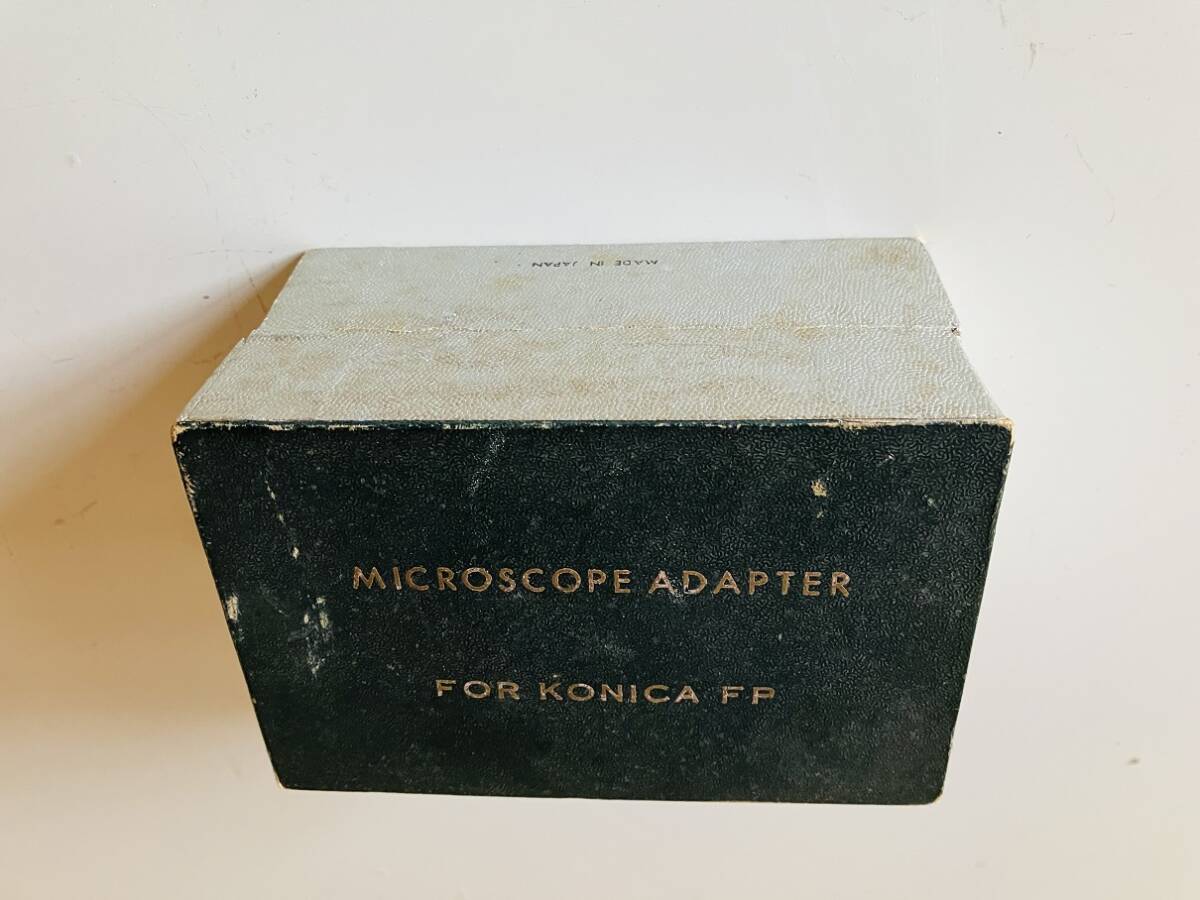 MADE IN JAPAN
MICROSCOPE ADAPTER
FOR KONICA FP